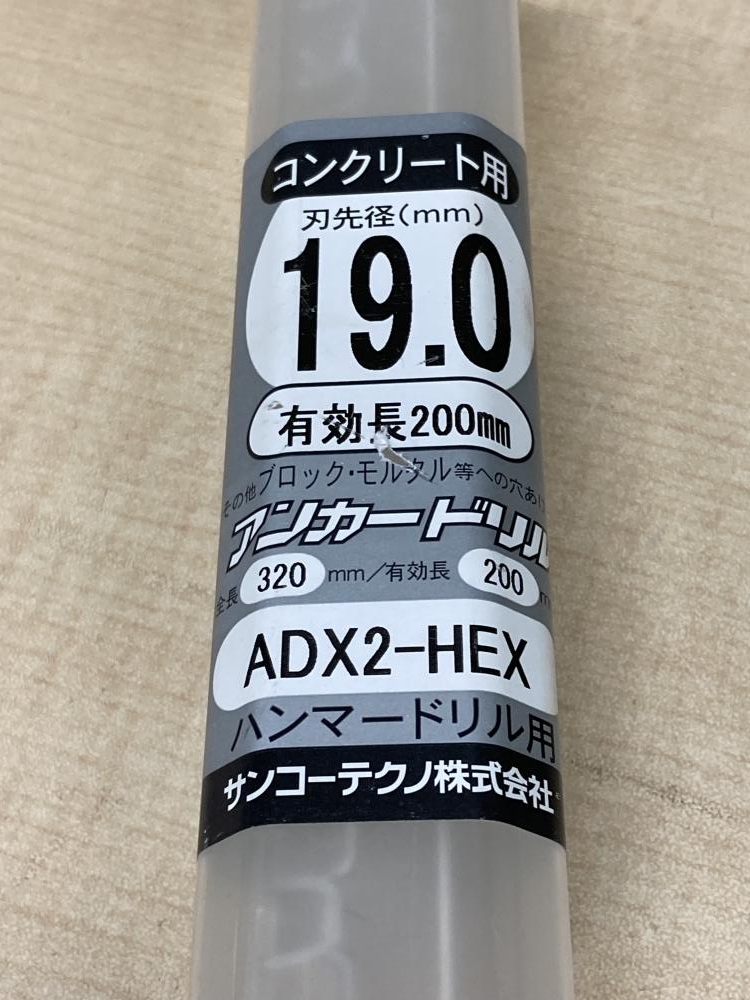 コンクリート用
刃先径(mm)
19.0
有効長200mm
その他ブロック・モルタル等への穴あけ
アンカードリル
全長 320 mm/有効長 200 m
ADX2-HEX
ハンマードリル用
サンコーテクノ株式会社